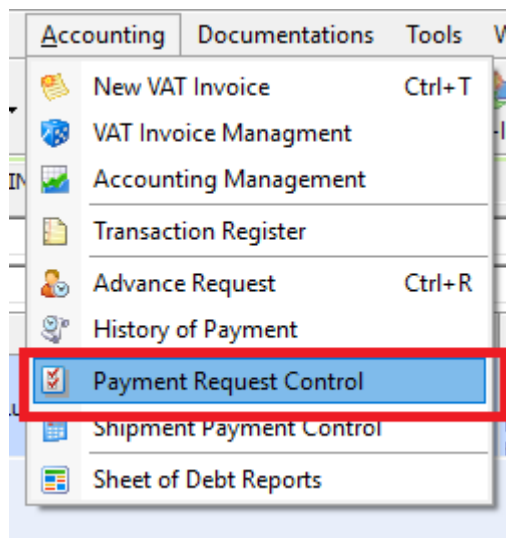 Accounting Documentations Tools
New VAT Invoice Ctrl+T
VAT Invoice Managment
Accounting Management
Transaction Register
Advance Request Ctrl+R
History of Payment
Payment Request Control
Shipment Payment Control
Sheet of Debt Reports